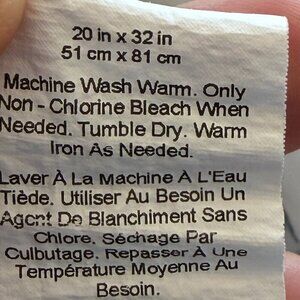 20 in x 32 in
51 cm x 81 cm
Machine Wash Warm. Only
Non - Chlorine Bleach When
Needed. Tumble Dry. Warm
Iron As Needed.
Laver À La Machine A L'Eau
Tiède. Utiliser Au Besoin Un
Agent De Blanchiment Sans
Chlore. Séchage Par
Culbutage. Repasser À Une
Température Moyenne Au
Besoin.